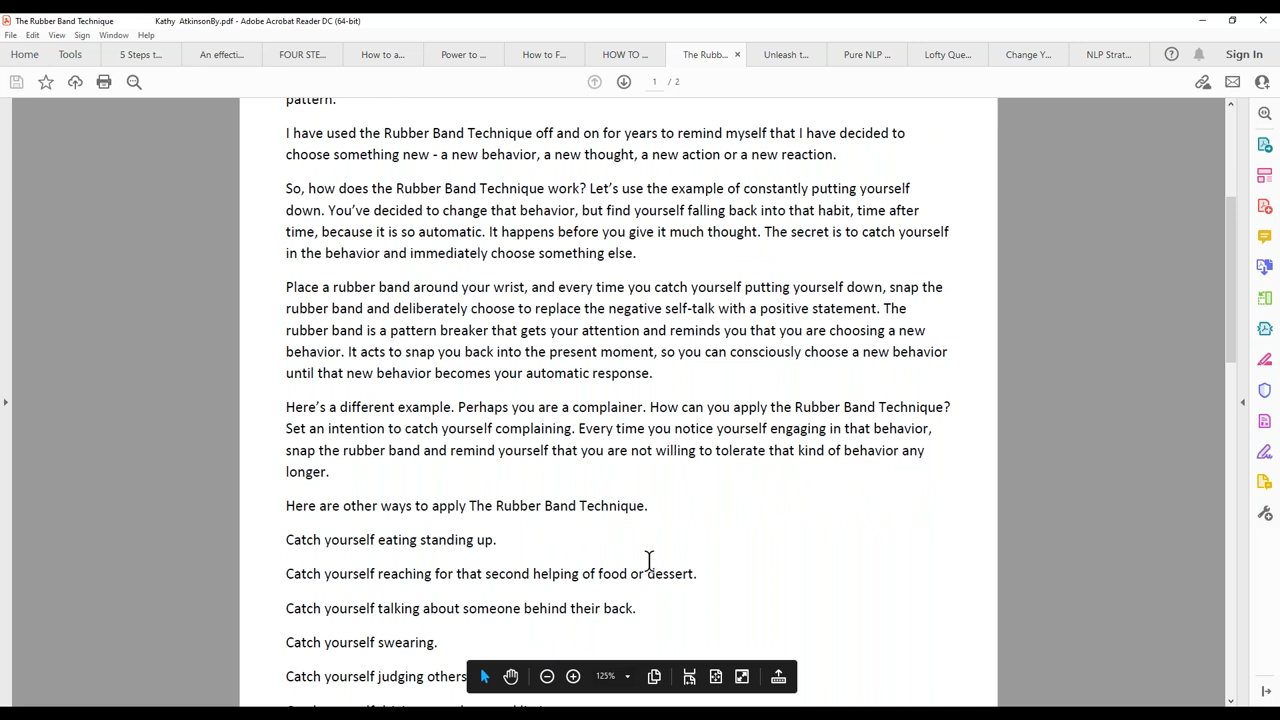 The Rubber Band Technique Kathy AtkinsonBy.pdf - Adobe Acrobat Reader DC (64-bit)
File Edit View Sign Window Help
Home Tools 5 Steps t... An effecti... FOUR STE... How to a... Power to ... How to F... HOW TO ... The Rubb... × Unleash t... Pure NLP ... Lofty Que... Change Y... NLP Strat... Sign In
1 / 2
pattern.
I have used the Rubber Band Technique off and on for years to remind myself that I have decided to
choose something new - a new behavior, a new thought, a new action or a new reaction.
So, how does the Rubber Band Technique work? Let’s use the example of constantly putting yourself
down. You’ve decided to change that behavior, but find yourself falling back into that habit, time after
time, because it is so automatic. It happens before you give it much thought. The secret is to catch yourself
in the behavior and immediately choose something else.
Place a rubber band around your wrist, and every time you catch yourself putting yourself down, snap the
rubber band and deliberately choose to replace the negative self-talk with a positive statement. The
rubber band is a pattern breaker that gets your attention and reminds you that you are choosing a new
behavior. It acts to snap you back into the present moment, so you can consciously choose a new behavior
until that new behavior becomes your automatic response.
Here’s a different example. Perhaps you are a complainer. How can you apply the Rubber Band Technique?
Set an intention to catch yourself complaining. Every time you notice yourself engaging in that behavior,
snap the rubber band and remind yourself that you are not willing to tolerate that kind of behavior any
longer.
Here are other ways to apply The Rubber Band Technique.
Catch yourself eating standing up.
Catch yourself reaching for that second helping of food or dessert.
Catch yourself talking about someone behind their back.
Catch yourself swearing.
Catch yourself judging others
125%